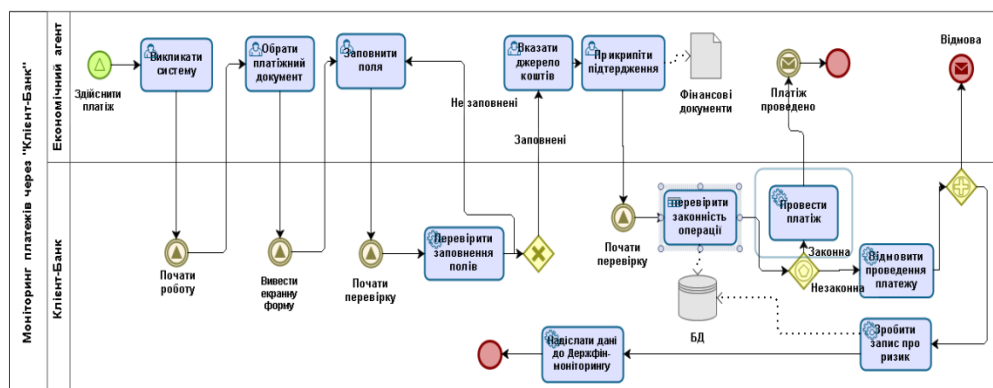 Моніторинг платежів через "Клієнт-Банк"
Економічний агент
Здійснити
платіж
Викликати
систему
Обрати
платіжний
документ
Заповнити
поля
Не заповнені
Вказати
джерело
коштів
Заповнені
Прикрипіти
підтердження
Фінансові
документи
Платіж
проведено
Відмова
Клієнт-Банк
Почати
роботу
Вивести
екранну
форму
Почати
перевірку
Перевірити
заповнення
полів
Почати
перевірку
Перевірити
законність
операції
БД
Провести
платіж
Законна
Незаконна
Відмовити
проведення
платежу
Зробити
запис про
ризик
Надіслати дані
до Держфін-
моніторингу